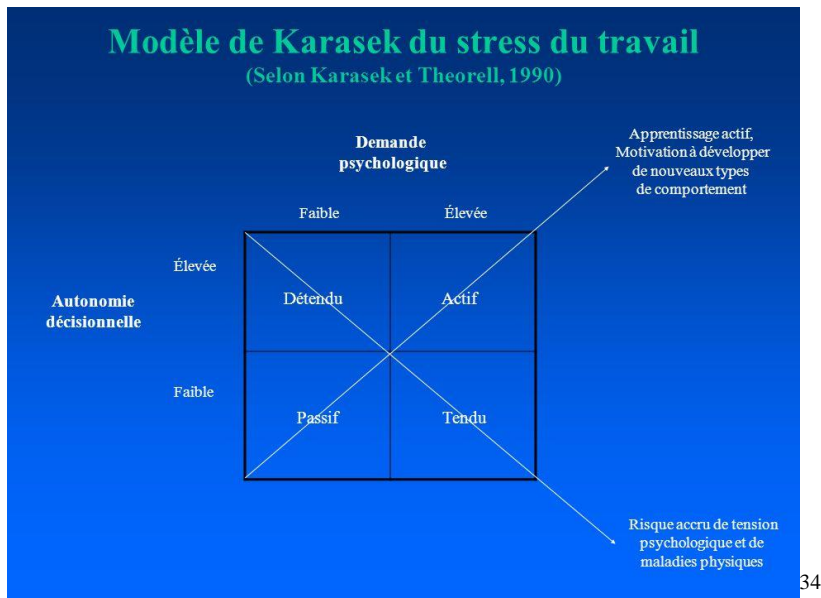 Modèle de Karasek du stress du travail
(Selon Karasek et Theorell, 1990)
Demande
psychologique
Apprentissage actif,
Motivation à développer
de nouveaux types
de comportement
Faible
Élevée
Élevée
Autonomie
décisionnelle
Détendu
Actif
Faible
Passif
Tendu
Risque accru de tension
psychologique et de
maladies physiques
34